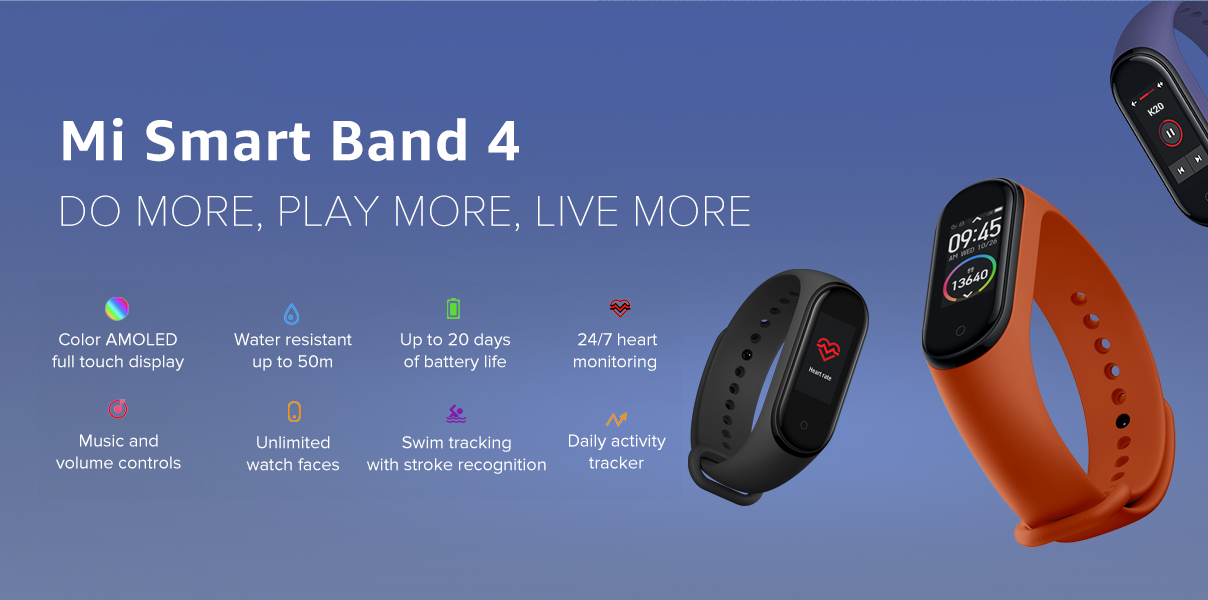 Mi Smart Band 4
DO MORE, PLAY MORE, LIVE MORE
Color AMOLED
full touch display
Water resistant
up to 50m
Up to 20 days
of battery life
24/7 heart
monitoring
Music and
volume controls
Unlimited
watch faces
Swim tracking
with stroke recognition
Daily activity
tracker
Heart rate
09:45
AM WED 10/26
13640
K20